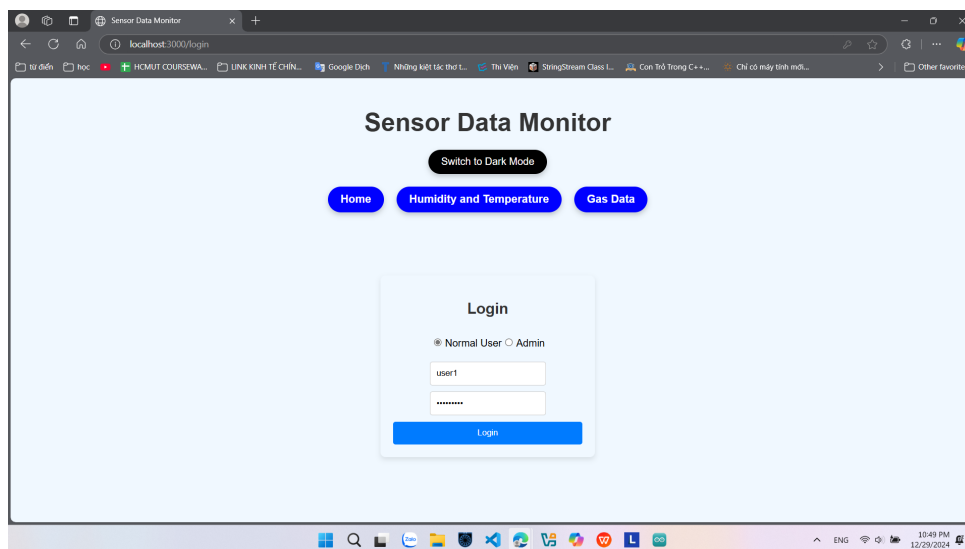 Sensor Data Monitor
localhost:3000/login
từ điển học HCMUT COURSEWA... LINK KINH TẾ CHÍN... Google Dịch Những kiệt tác thơ t... Thi Viện StringStream Class I... Con Trỏ Trong C++,... Chỉ có máy tính mới... Other favorite
Sensor Data Monitor
Switch to Dark Mode
Home Humidity and Temperature Gas Data
Login
Normal User Admin
user1
•••••••••
Login
Zalo L ENG 10:49 PM
12/29/2024